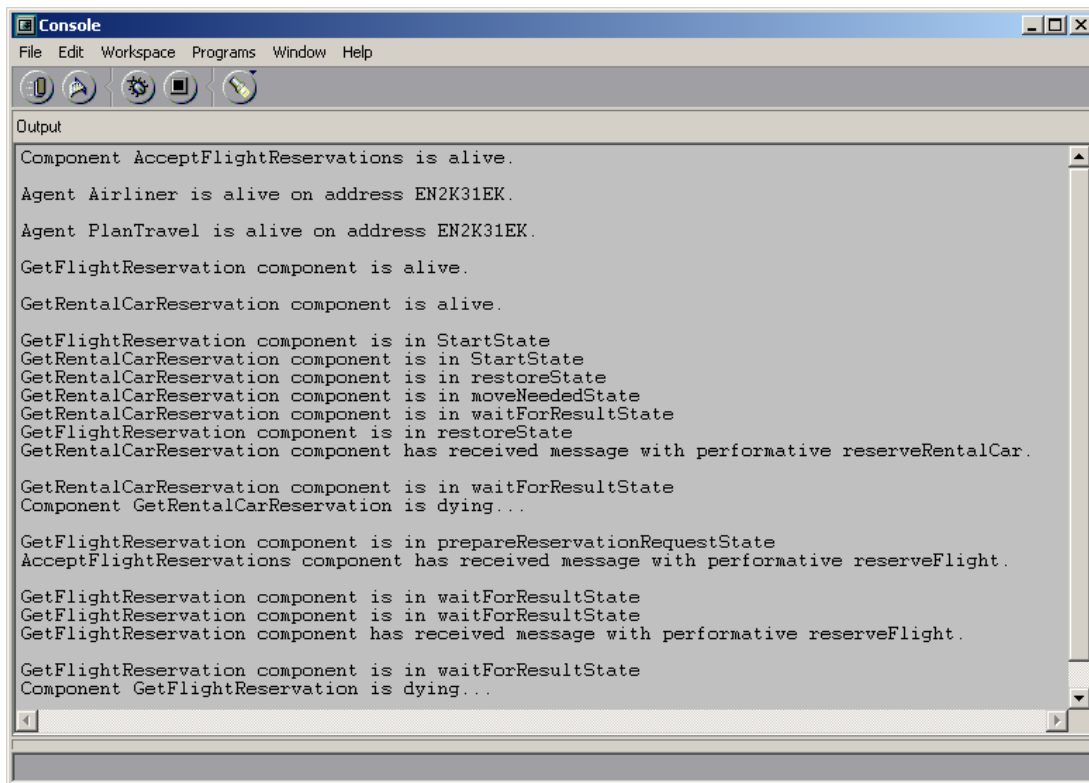 Console
File Edit Workspace Programs Window Help
Output
Component AcceptFlightReservations is alive.
Agent Airliner is alive on address EN2K31EK.
Agent PlanTravel is alive on address EN2K31EK.
GetFlightReservation component is alive.
GetRentalCarReservation component is alive.
GetFlightReservation component is in StartState
GetRentalCarReservation component is in StartState
GetRentalCarReservation component is in restoreState
GetRentalCarReservation component is in moveNeededState
GetRentalCarReservation component is in waitForResultState
GetFlightReservation component is in restoreState
GetRentalCarReservation component has received message with performative reserveRentalCar.
GetRentalCarReservation component is in waitForResultState
Component GetRentalCarReservation is dying...
GetFlightReservation component is in prepareReservationRequestState
AcceptFlightReservations component has received message with performative reserveFlight.
GetFlightReservation component is in waitForResultState
GetFlightReservation component is in waitForResultState
GetFlightReservation component has received message with performative reserveFlight.
GetFlightReservation component is in waitForResultState
Component GetFlightReservation is dying...